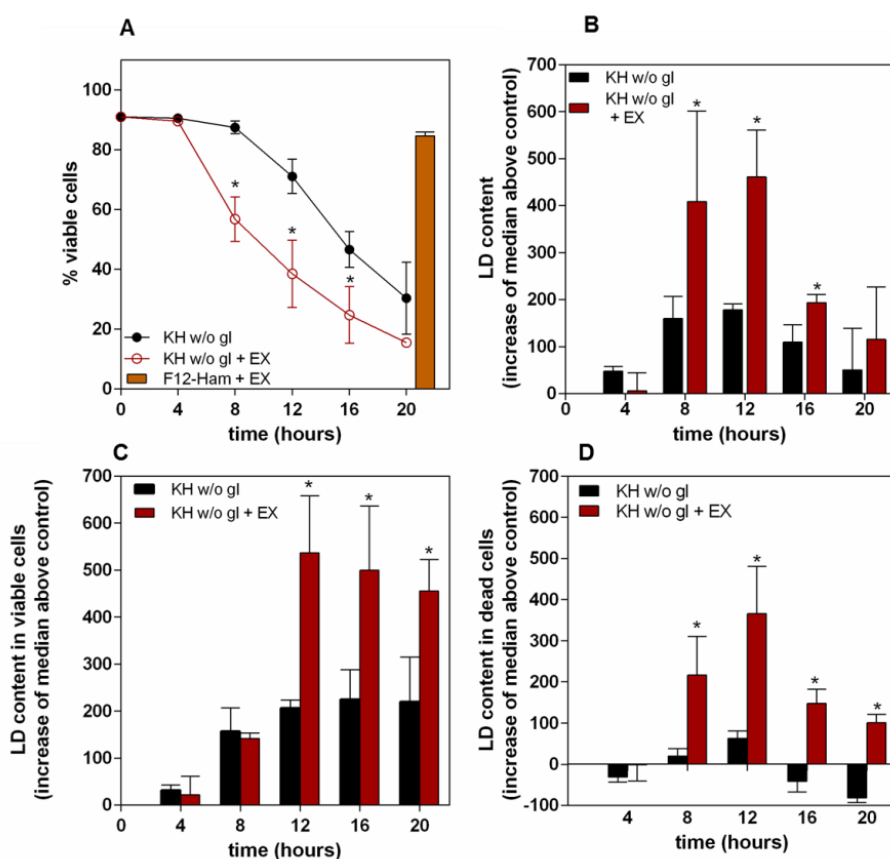 A
% viable cells
100
80
60
40
20
0
*
*
*
KH w/o gl
KH w/o gl + EX
F12-Ham + EX
0 4 8 12 16 20
time (hours)
B
LD content
(increase of median above control)
700
600
500
400
300
200
100
0
KH w/o gl
KH w/o gl
+ EX
*
*
*
4 8 12 16 20
time (hours)
C
LD content in viable cells
(increase of median above control)
700
600
500
400
300
200
100
0
KH w/o gl
KH w/o gl + EX
*
*
*
0 4 8 12 16 20
time (hours)
D
LD content in dead cells
(increase of median above control)
700
600
500
400
300
200
100
0
-100
KH w/o gl
KH w/o gl + EX
*
*
*
*
4 8 12 16 20
time (hours)